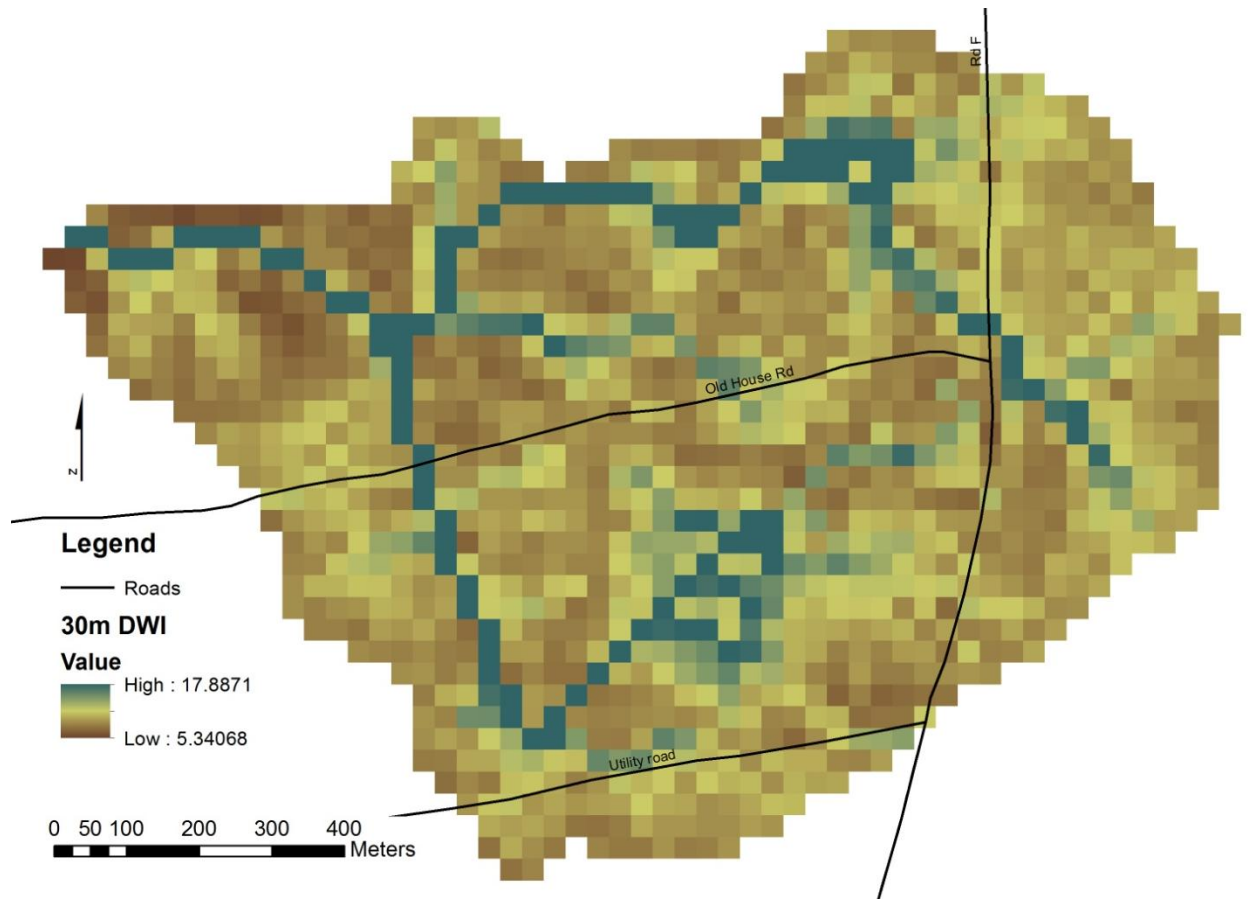 Rd F
Old House Rd
N
Legend
Roads
30m DWI
Value
High : 17.8871
Low : 5.34068
Utility road
0 50 100 200 300 400
Meters